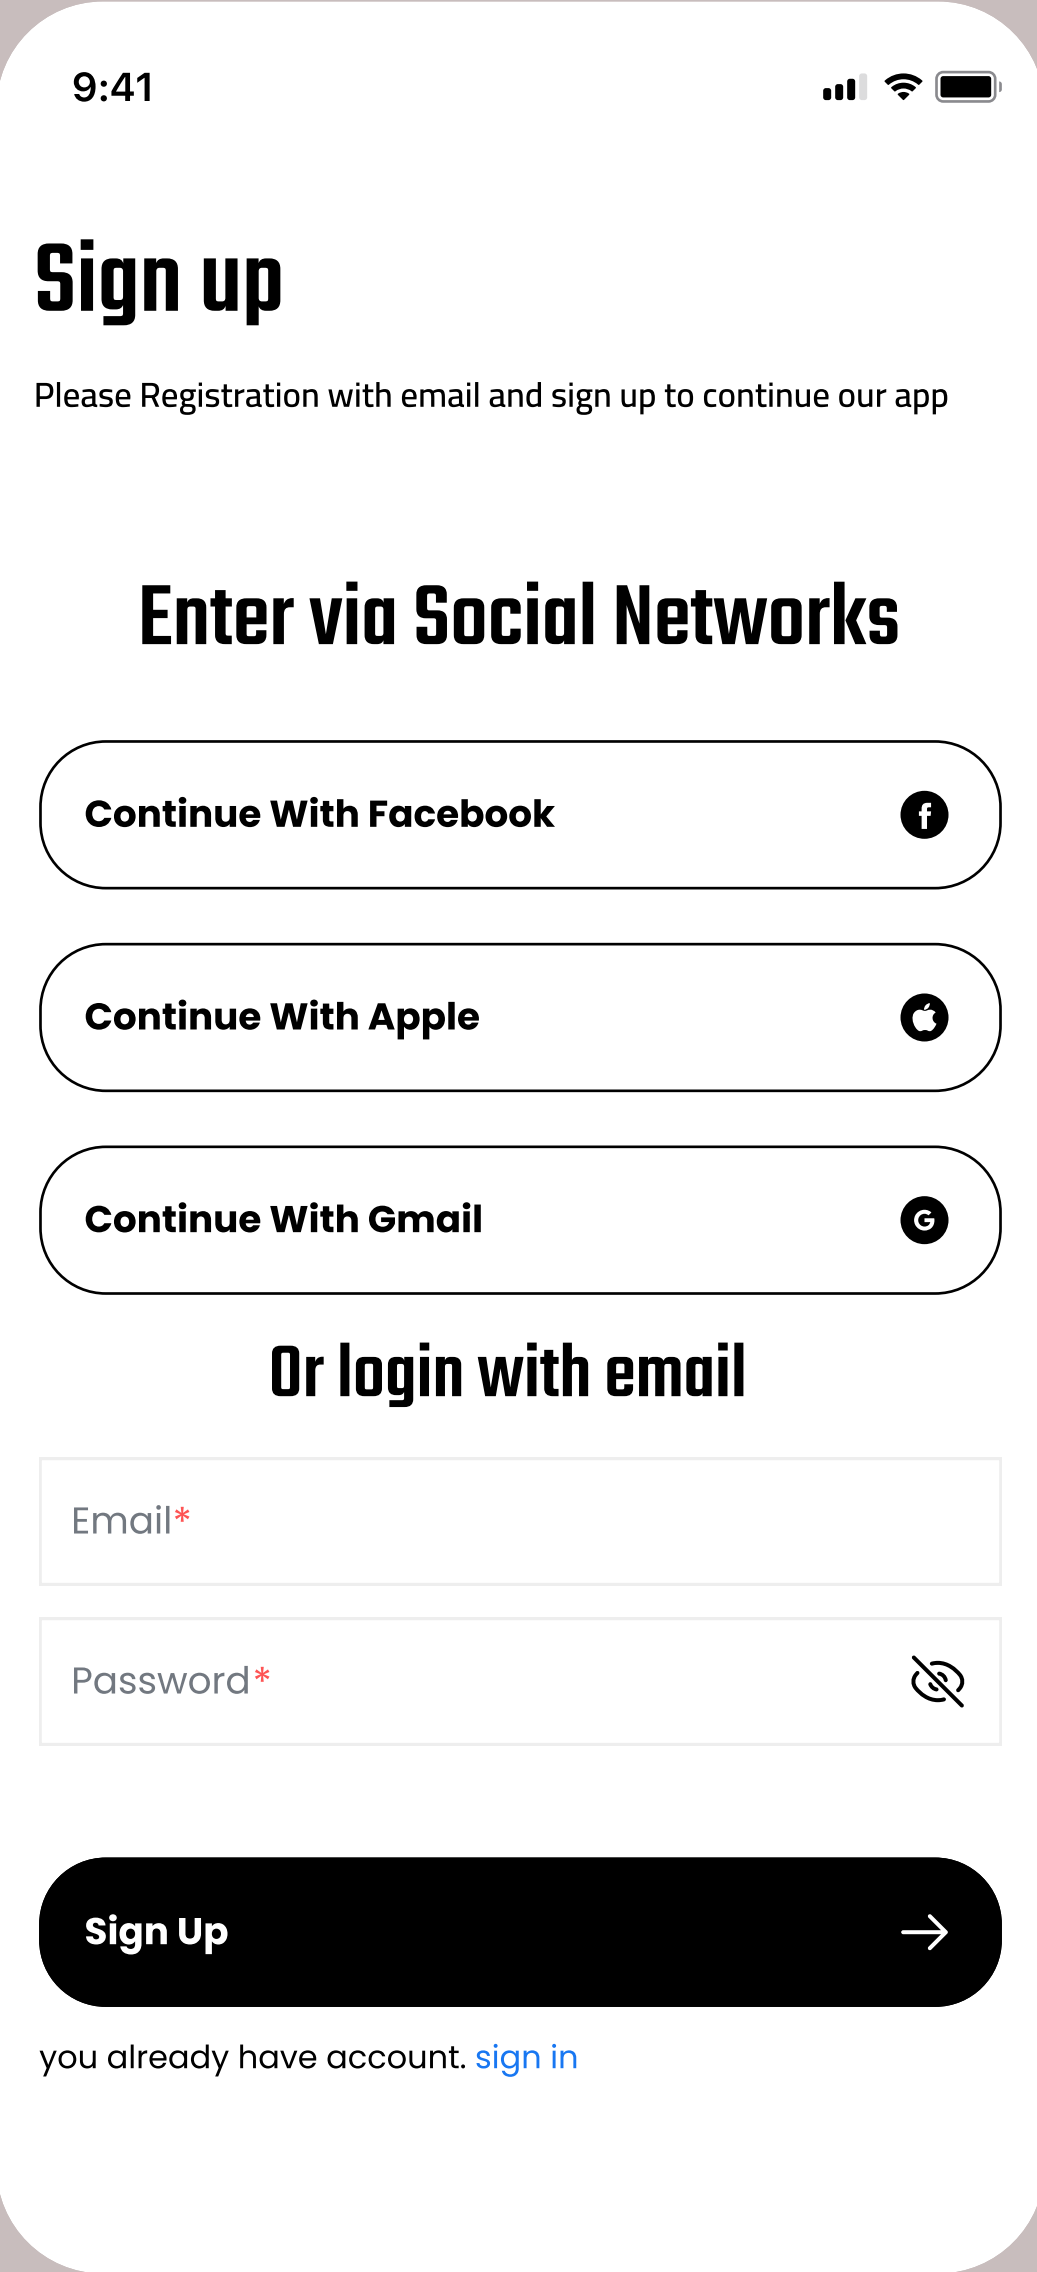 9:41
Sign up
Please Registration with email and sign up to continue our app
Enter via Social Networks
Continue With Facebook
Continue With Apple
Continue With Gmail
Or login with email
Email*
Password*
Sign Up
you already have account. sign in